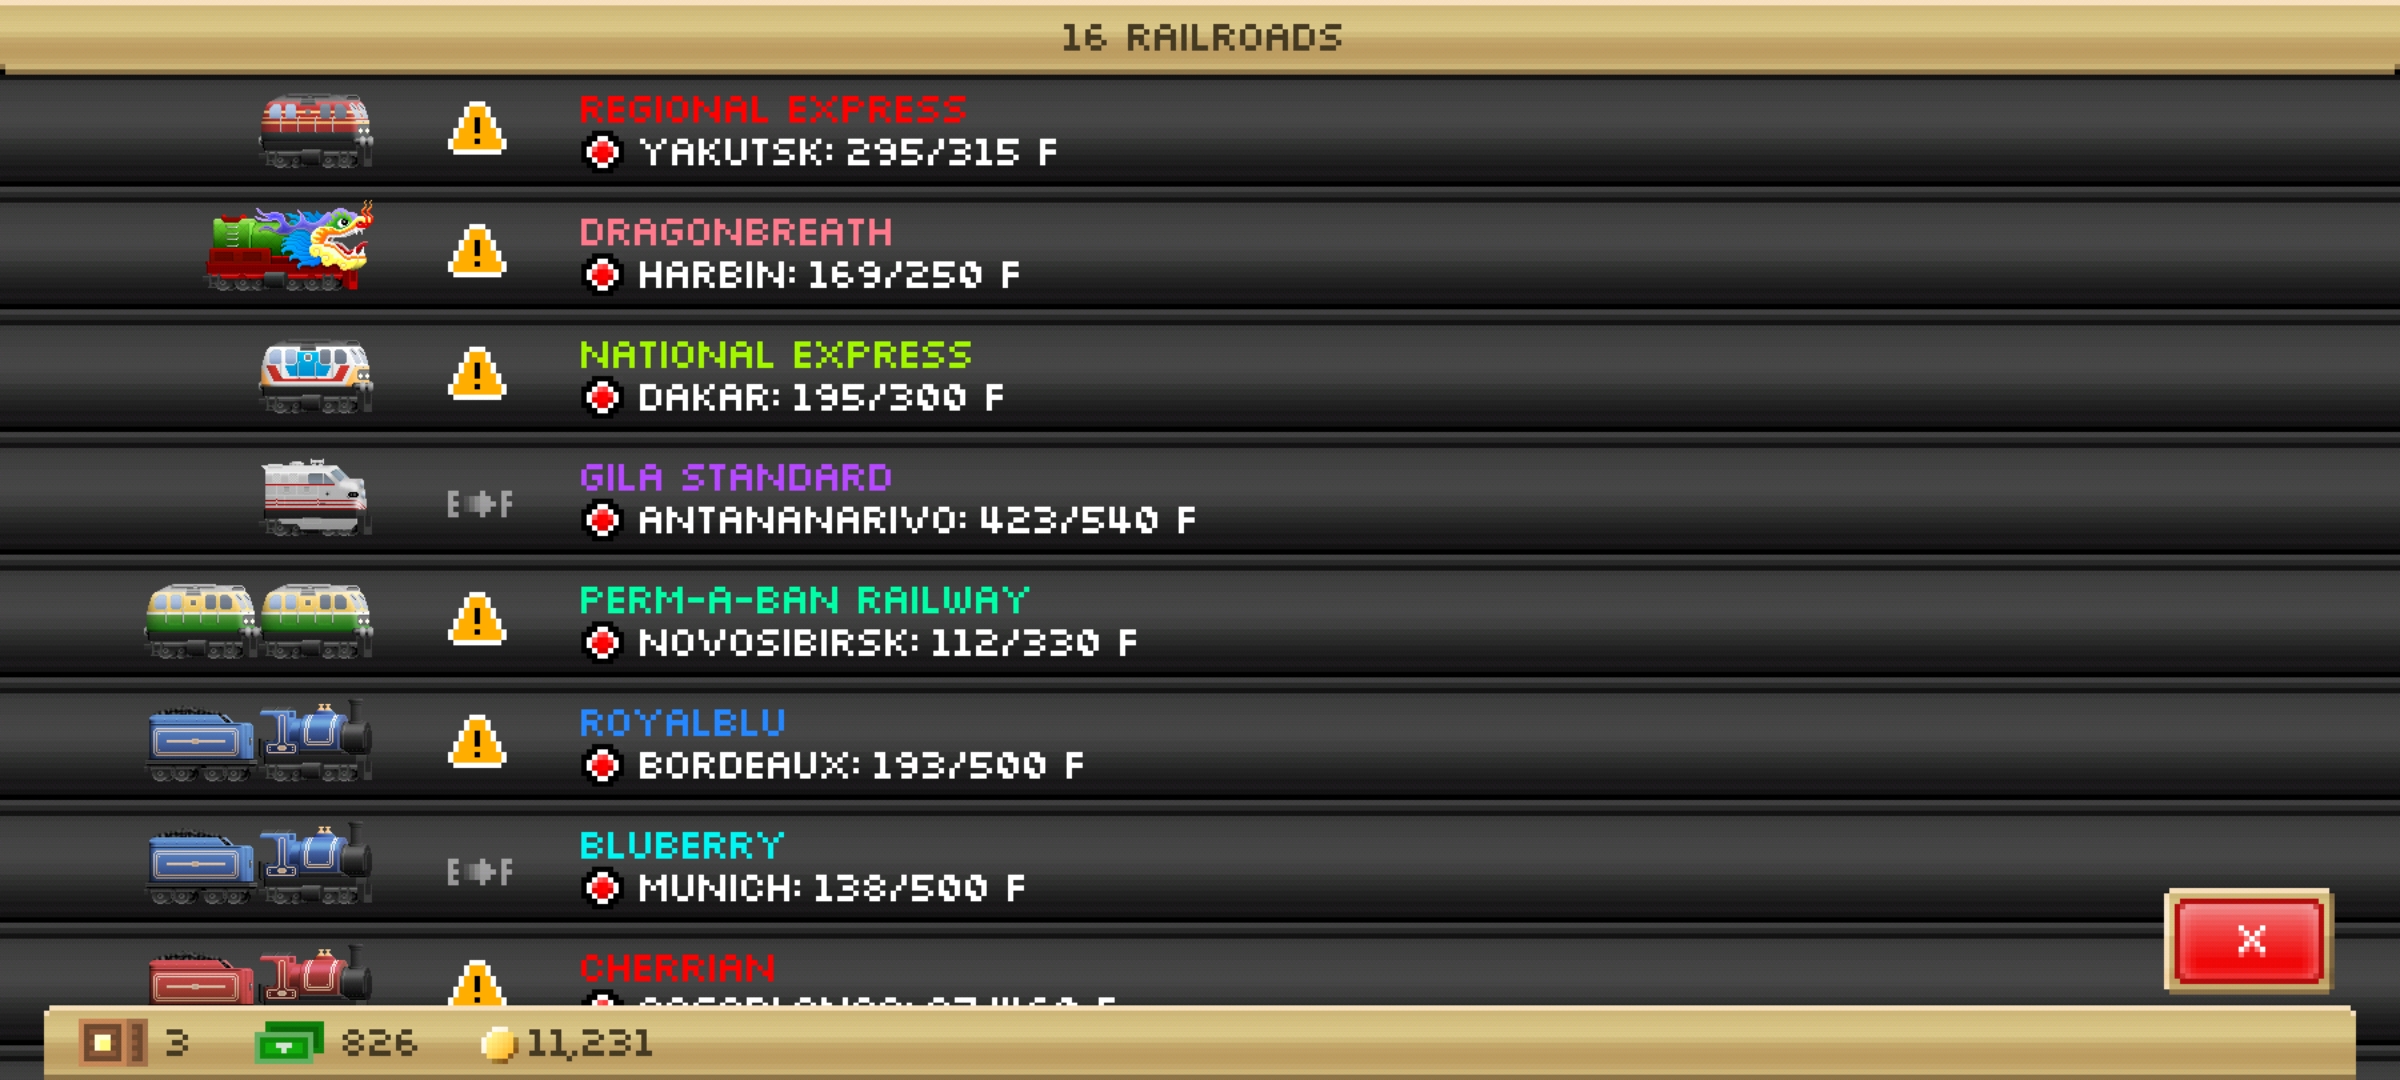 16 RAILROADS
REGIONAL EXPRESS
YAKUTSK: 295/315 F
DRAGONBREATH
HARBIN: 169/250 F
NATIONAL EXPRESS
DAKAR: 195/300 F
GILA STANDARD
E F
ANTANANARIVO: 423/540 F
PERM-A-BAN RAILWAY
NOVOSIBIRSK: 112/330 F
ROYALBLU
BORDEAUX: 193/500 F
BLUBERRY
E F
MUNICH: 138/500 F
CHERRIAN
X
3 826 11,231